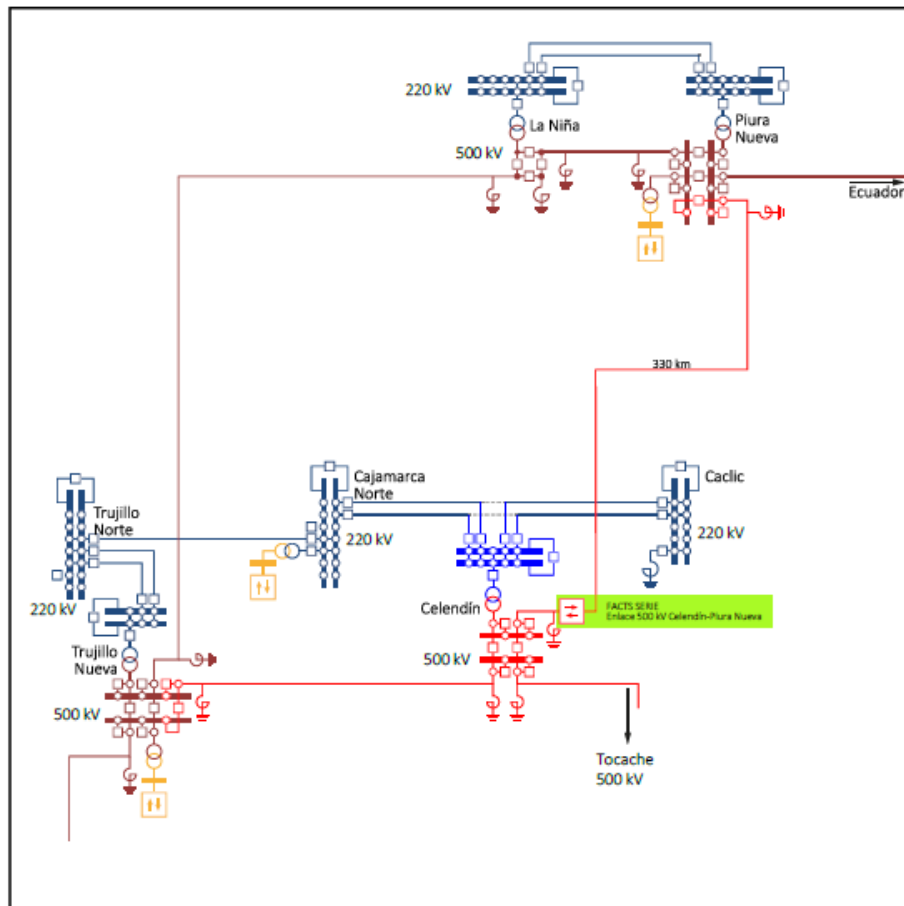 220 kV
La Niña
Piura
Nueva
500 kV
Ecuador
330 km
Cajamarca
Norte
Caclic
Trujillo
Norte
220 kV
220 kV
220 kV
Celendín
FACTS SERIE
Enlace 500 kV Celendín-Piura Nueva
Trujillo
Nueva
500 kV
500 kV
Tocache
500 kV